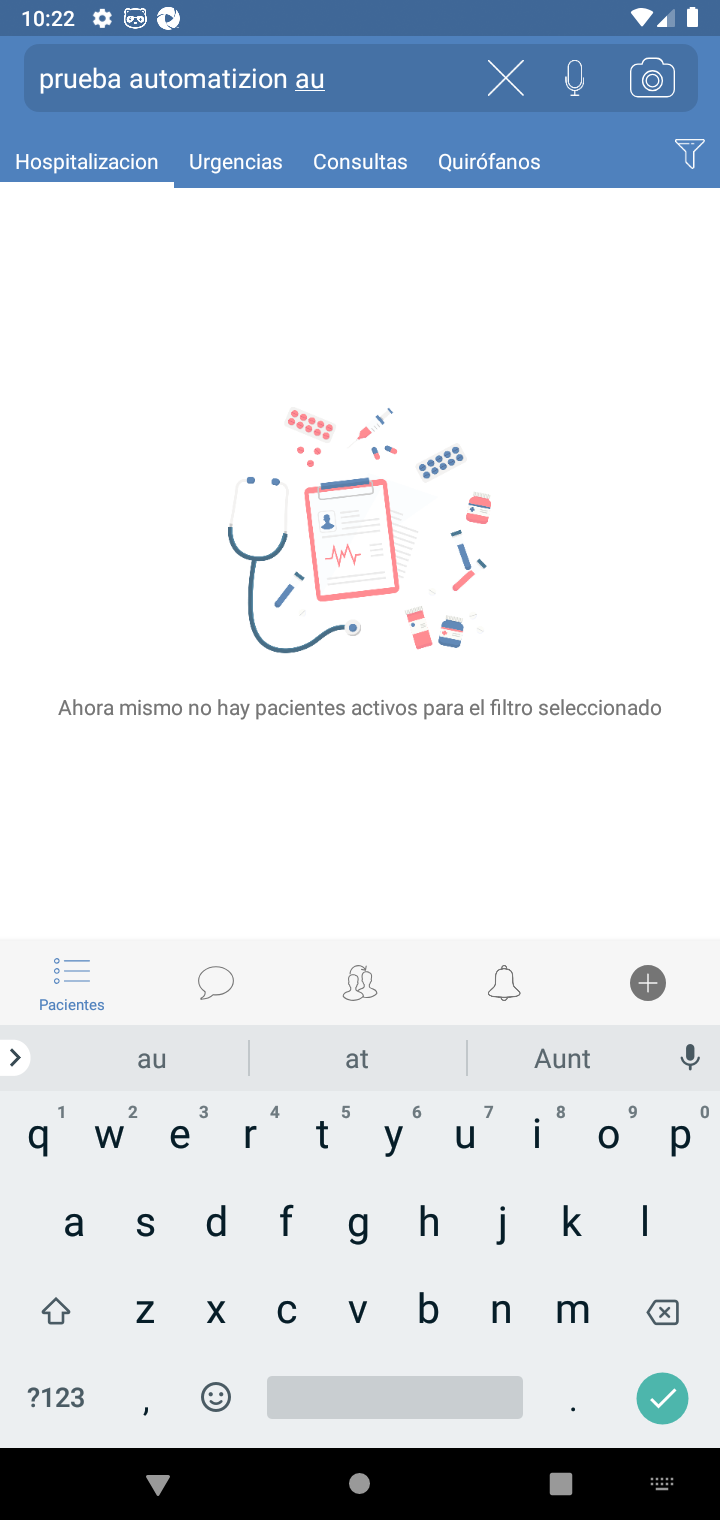 10:22
prueba automatizion au
Hospitalizacion Urgencias Consultas Quirófanos
Ahora mismo no hay pacientes activos para el filtro seleccionado
Pacientes
au at Aunt
1 2 3 4 5 6 7 8 9 0
q w e r t y u i o p
a s d f g h j k l
z x c v b n m
?123 , .